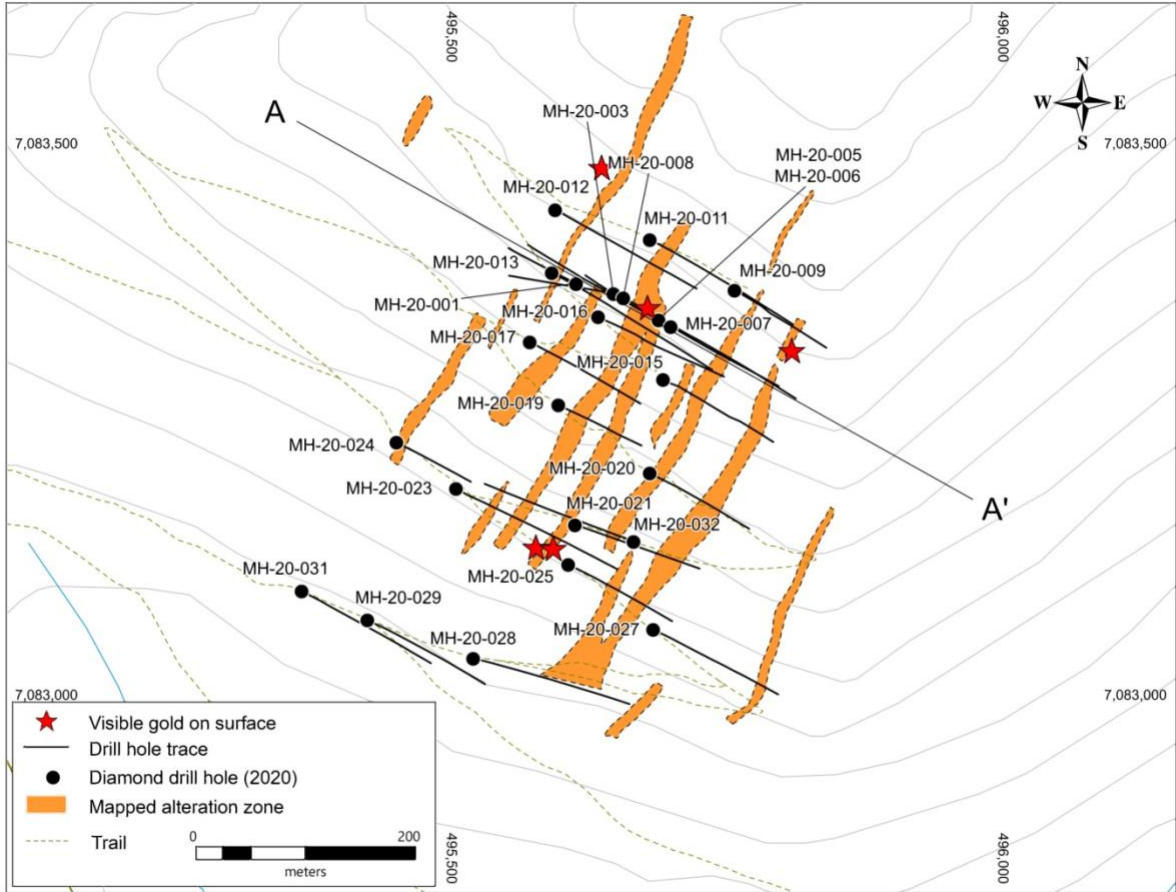 495,500
496,000
N
W
E
S
A
MH-20-003
7,083,500
7,083,500
MH-20-005
MH-20-006
MH-20-008
MH-20-012
MH-20-011
MH-20-013
MH-20-009
MH-20-001
MH-20-016
MH-20-007
MH-20-017
MH-20-015
MH-20-019
MH-20-024
MH-20-020
MH-20-023
MH-20-021
A'
MH-20-032
MH-20-031
MH-20-025
MH-20-029
MH-20-027
MH-20-028
7,083,000
7,083,000
Visible gold on surface
Drill hole trace
Diamond drill hole (2020)
Mapped alteration zone
Trail
0
200
meters
495,500
496,000